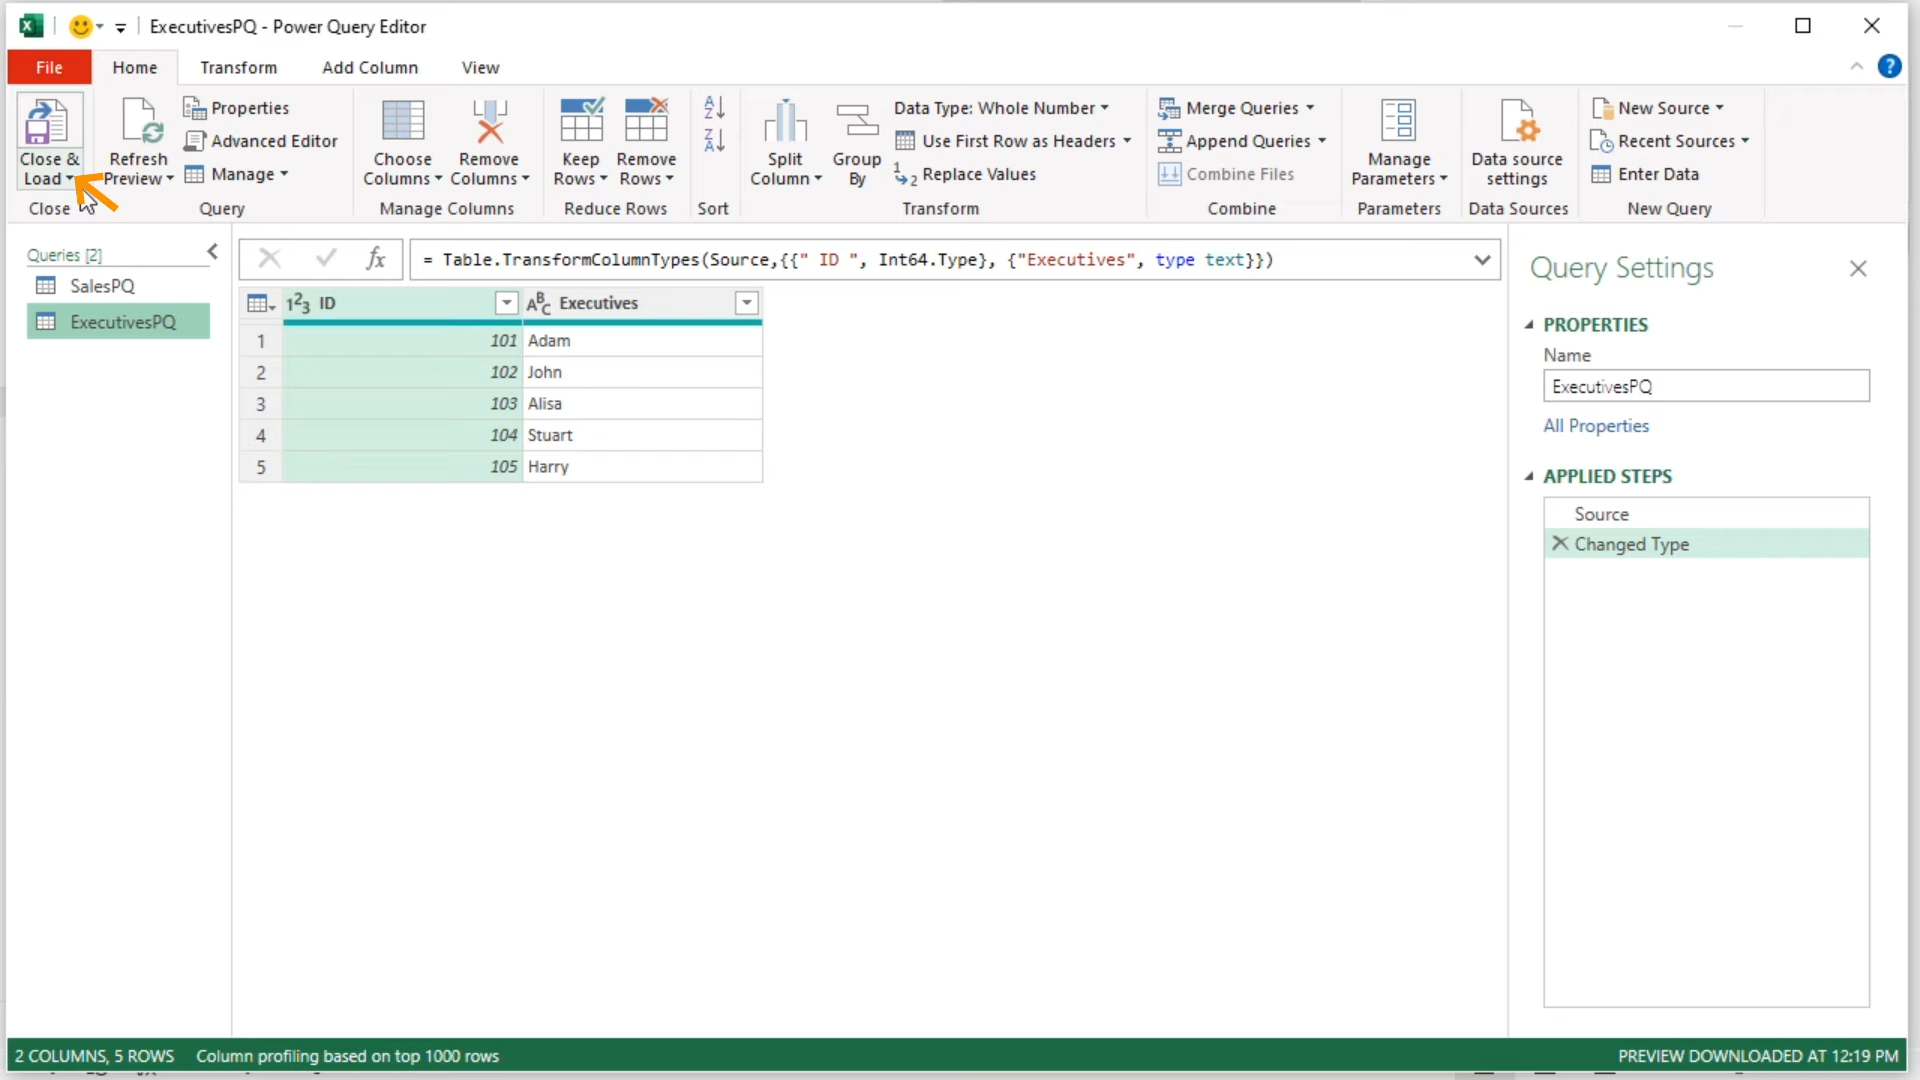 ExecutivesPQ - Power Query Editor
File
Home
Transform
Add Column
View
?
Close & Load
Close
Refresh Preview
Properties
Advanced Editor
Manage
Query
Choose Columns
Remove Columns
Manage Columns
Keep Rows
Remove Rows
Reduce Rows
Sort
Split Column
Group By
Data Type: Whole Number
Use First Row as Headers
Replace Values
Transform
Merge Queries
Append Queries
Combine Files
Combine
Manage Parameters
Parameters
Data source settings
Data Sources
New Source
Recent Sources
Enter Data
New Query
Queries [2]
SalesPQ
ExecutivesPQ
fx
= Table.TransformColumnTypes(Source,{{" ID ", Int64.Type}, {"Executives", type text}})
123 ID
ABC Executives
1 101 Adam
2 102 John
3 103 Alisa
4 104 Stuart
5 105 Harry
Query Settings
PROPERTIES
Name
ExecutivesPQ
All Properties
APPLIED STEPS
Source
Changed Type
2 COLUMNS, 5 ROWS Column profiling based on top 1000 rows
PREVIEW DOWNLOADED AT 12:19 PM